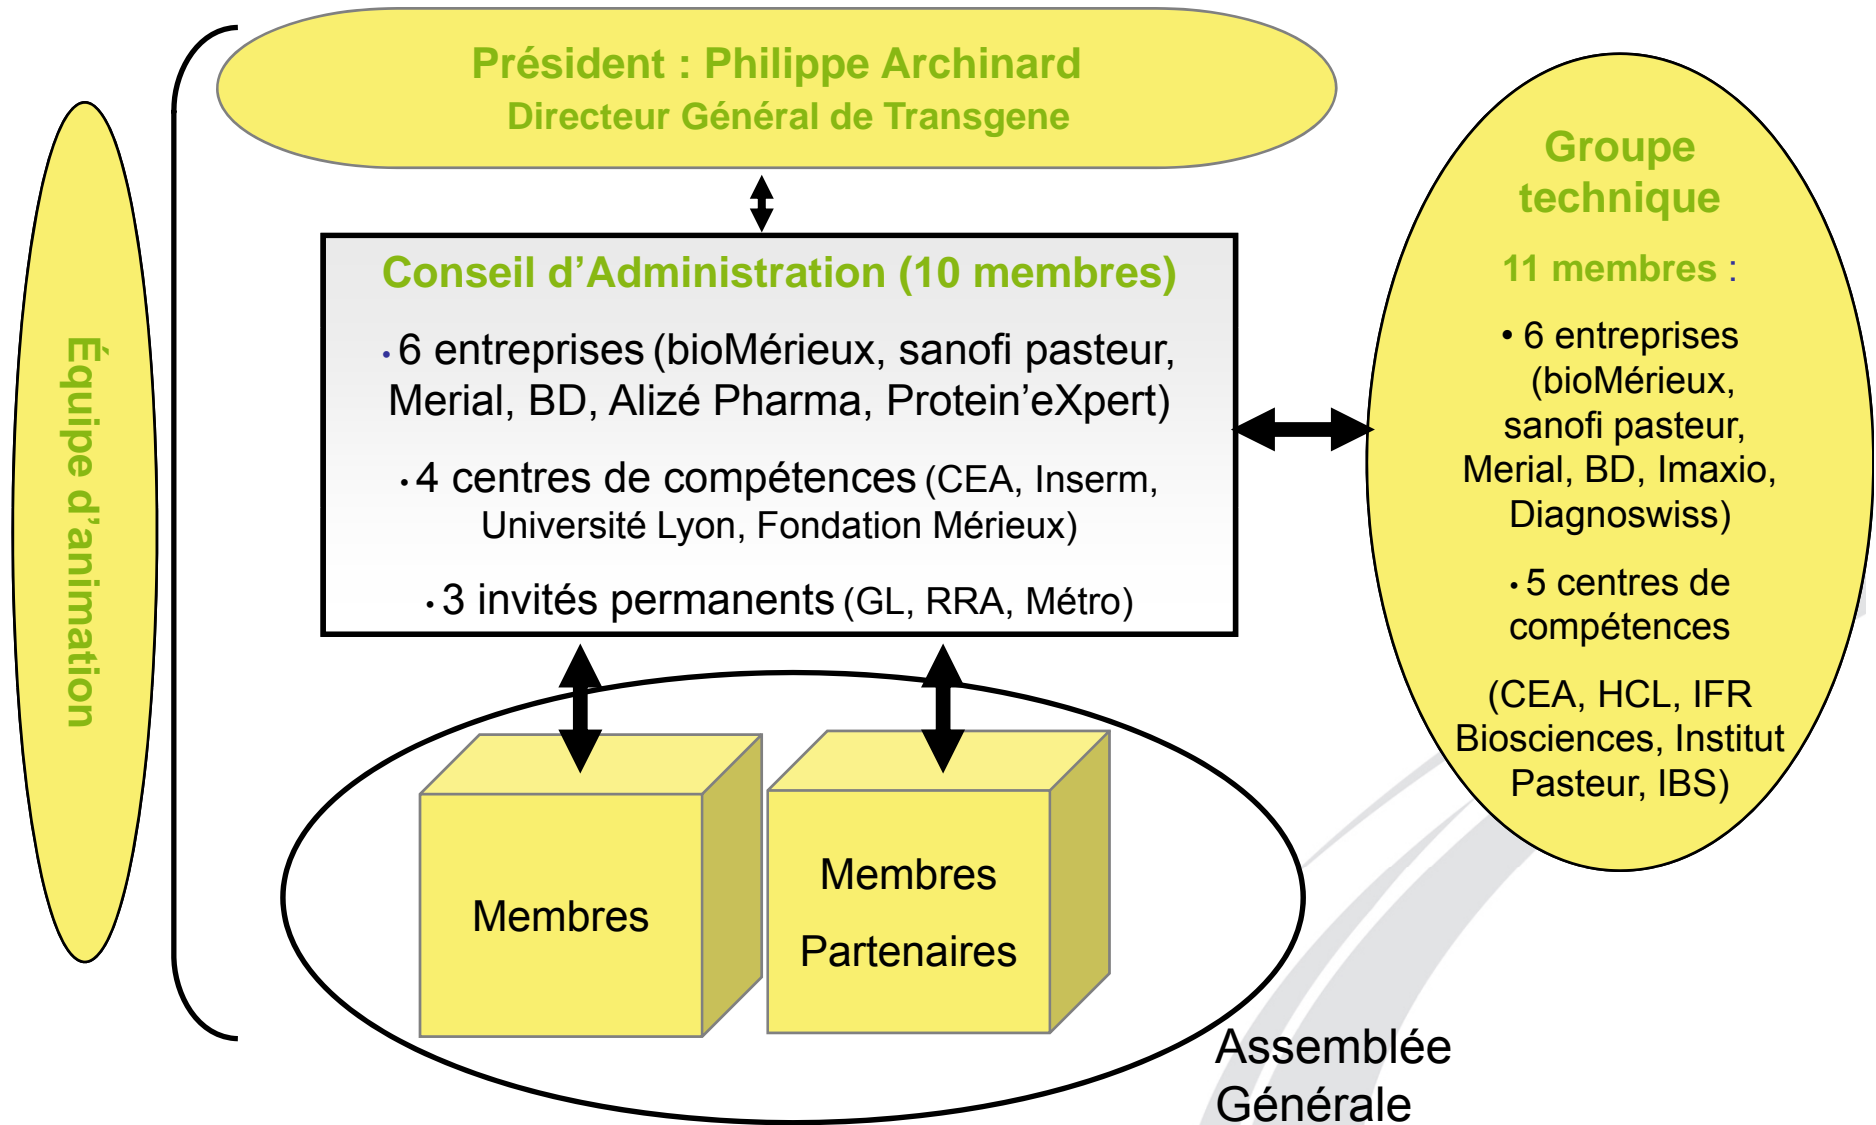 Président : Philippe Archinard
Directeur Général de Transgene
Équipe d’animation
Conseil d’Administration (10 membres)
• 6 entreprises (bioMérieux, sanofi pasteur,
Merial, BD, Alizé Pharma, Protein’eXpert)
• 4 centres de compétences (CEA, Inserm,
Université Lyon, Fondation Mérieux)
• 3 invités permanents (GL, RRA, Métro)
Groupe
technique
11 membres :
• 6 entreprises
(bioMérieux,
sanofi pasteur,
Merial, BD, Imaxio,
Diagnoswiss)
• 5 centres de
compétences
(CEA, HCL, IFR
Biosciences, Institut
Pasteur, IBS)
Membres
Membres
Partenaires
Assemblée
Générale